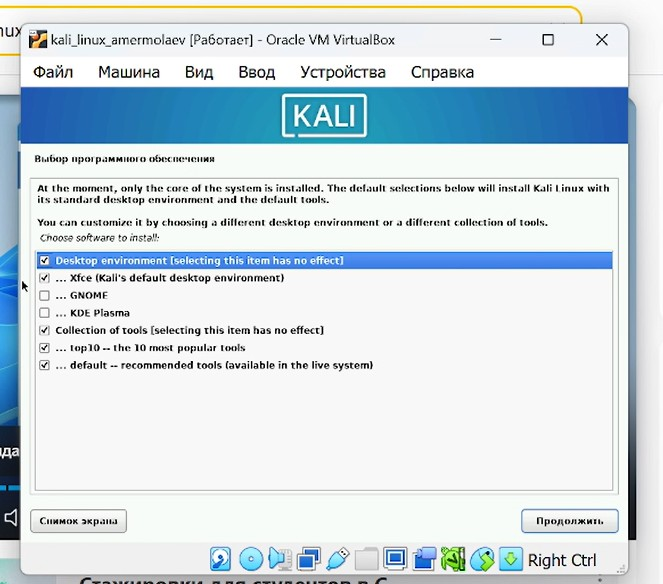 kali_linux_amermolaev [Работает] - Oracle VM VirtualBox
Файл Машина Вид Ввод Устройства Справка
KALI
Выбор программного обеспечения
At the moment, only the core of the system is installed. The default selections below will install Kali Linux with
its standard desktop environment and the default tools.
You can customize it by choosing a different desktop environment or a different collection of tools.
Choose software to install:
Desktop environment [selecting this item has no effect]
... Xfce (Kali's default desktop environment)
... GNOME
... KDE Plasma
Collection of tools [selecting this item has no effect]
... top10 -- the 10 most popular tools
... default -- recommended tools (available in the live system)
Снимок экрана Продолжить
Right Ctrl